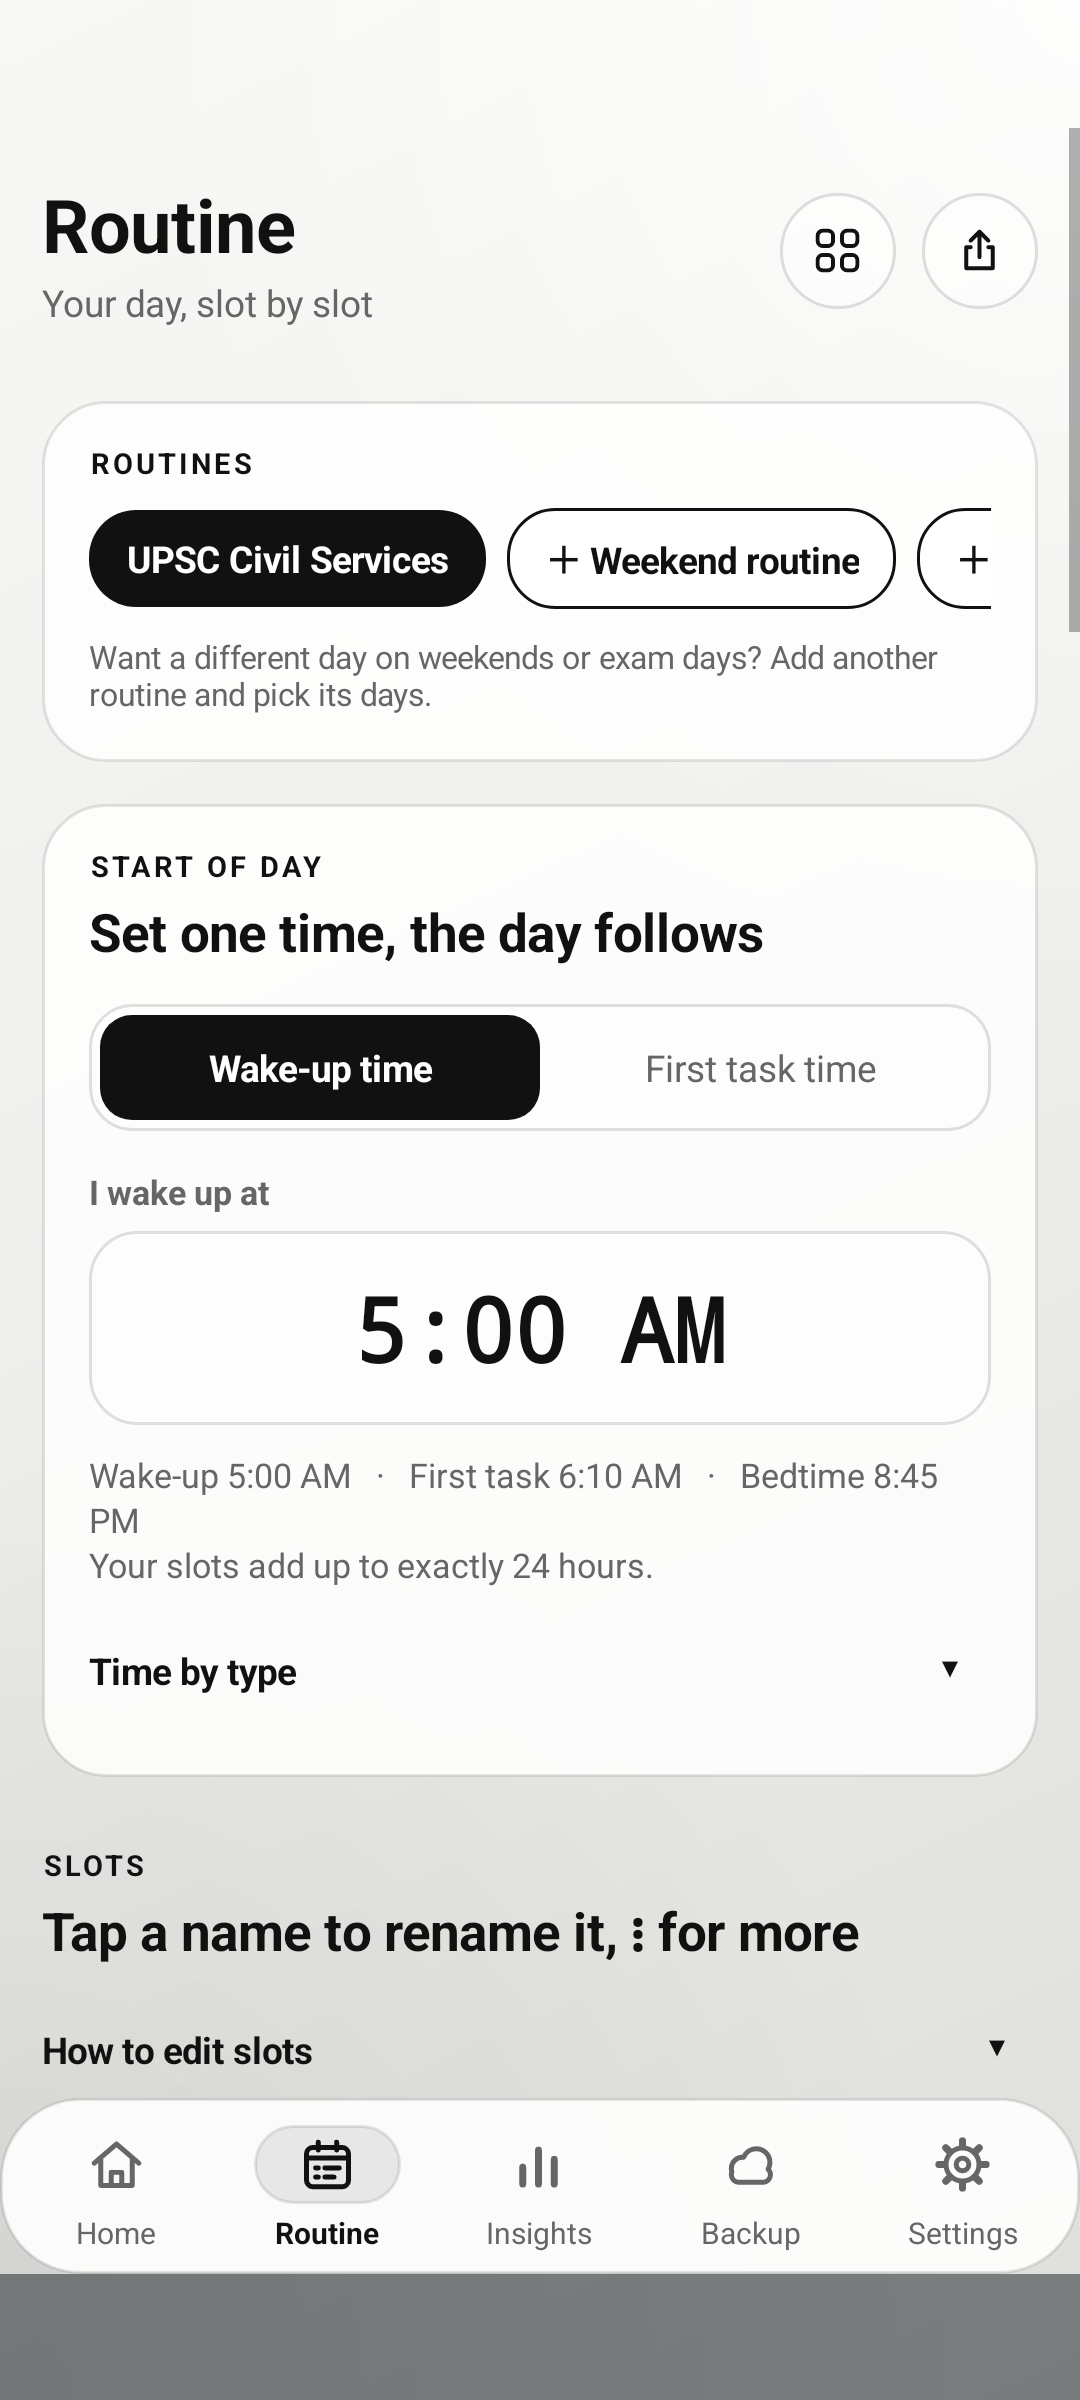 Routine
Your day, slot by slot
ROUTINES
UPSC Civil Services
+ Weekend routine
+
Want a different day on weekends or exam days? Add another
routine and pick its days.
START OF DAY
Set one time, the day follows
Wake-up time
First task time
I wake up at
5:00 AM
Wake-up 5:00 AM · First task 6:10 AM · Bedtime 8:45
PM
Your slots add up to exactly 24 hours.
Time by type ▼
SLOTS
Tap a name to rename it, ⋮ for more
How to edit slots ▼
Home
Routine
Insights
Backup
Settings